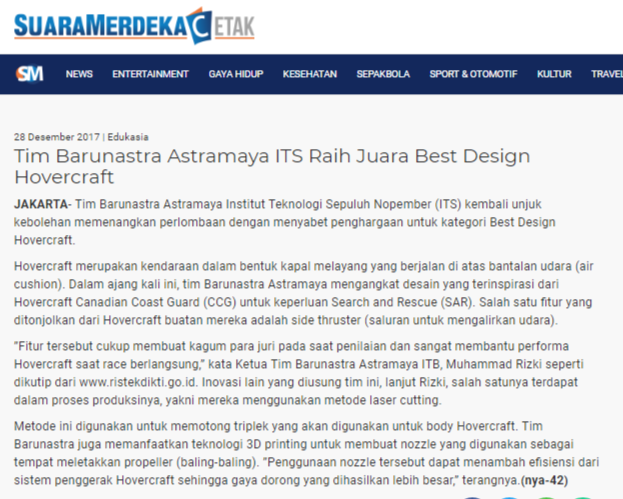 SUARAMERDEKA CETAK
SM NEWS ENTERTAINMENT GAYA HIDUP KESEHATAN SEPAKBOLA SPORT & OTOMOTIF KULTUR TRAVEL
28 Desember 2017 | Edukasia
Tim Barunastra Astramaya ITS Raih Juara Best Design
Hovercraft
JAKARTA- Tim Barunastra Astramaya Institut Teknologi Sepuluh Nopember (ITS) kembali unjuk
kebolehan memenangkan perlombaan dengan menyabet penghargaan untuk kategori Best Design
Hovercraft.
Hovercraft merupakan kendaraan dalam bentuk kapal melayang yang berjalan di atas bantalan udara (air
cushion). Dalam ajang kali ini, tim Barunastra Astramaya mengangkat desain yang terinspirasi dari
Hovercraft Canadian Coast Guard (CCG) untuk keperluan Search and Rescue (SAR). Salah satu fitur yang
ditonjolkan dari Hovercraft buatan mereka adalah side thruster (saluran untuk mengalirkan udara).
"Fitur tersebut cukup membuat kagum para juri pada saat penilaian dan sangat membantu performa
Hovercraft saat race berlangsung," kata Ketua Tim Barunastra Astramaya ITB, Muhammad Rizki seperti
dikutip dari www.ristekdikti.go.id. Inovasi lain yang diusung tim ini, lanjut Rizki, salah satunya terdapat
dalam proses produksinya, yakni mereka menggunakan metode laser cutting.
Metode ini digunakan untuk memotong triplek yang akan digunakan untuk body Hovercraft. Tim
Barunastra juga memanfaatkan teknologi 3D printing untuk membuat nozzle yang digunakan sebagai
tempat meletakkan propeller (baling-baling). "Penggunaan nozzle tersebut dapat menambah efisiensi dari
sistem penggerak Hovercraft sehingga gaya dorong yang dihasilkan lebih besar," terangnya.(nya-42)